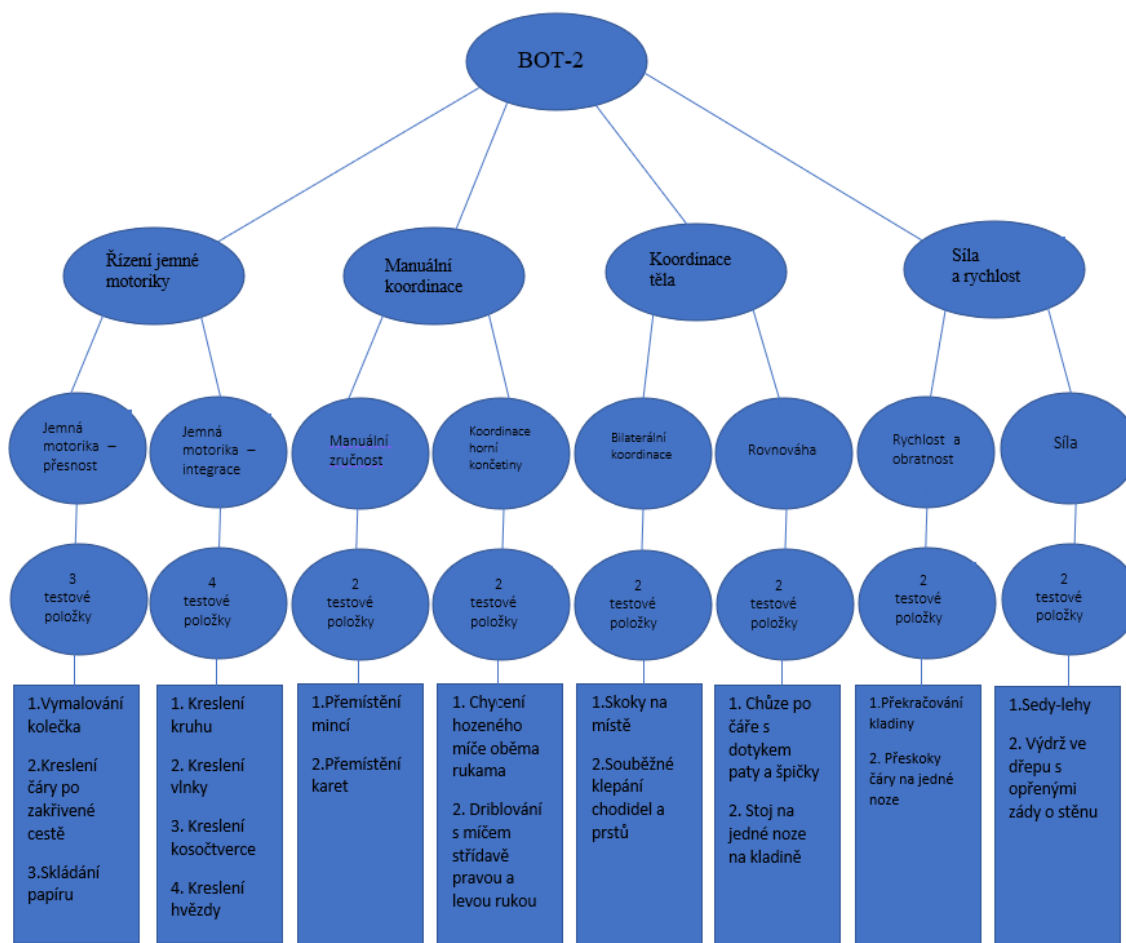 BOT-2
Řízení jemné
motoriky
Manuální
koordinace
Koordinace
těla
Síla
a rychlost
Jemná
motorika –
přesnost
Jemná
motorika –
integrace
Manuální
zručnost
Koordinace
horní
končetiny
Bilaterální
koordinace
Rovnováha
Rychlost a
obratnost
Síla
3
testové
položky
4
testové
položky
2
testové
položky
2
testové
položky
2
testové
položky
2
testové
položky
2
testové
položky
2
testové
položky
1.Vymalování
kolečka
2.Kreslení
čáry po
zakřivené
cestě
3.Skládání
papíru
1. Kreslení
kruhu
2. Kreslení
vlnky
3. Kreslení
kosočtverce
4. Kreslení
hvězdy
1.Přemístění
mincí
2.Přemístění
karet
1. Chycení
hozeného
míče oběma
rukama
2. Driblování
s míčem
střídavě
pravou a
levou rukou
1.Skoky na
místě
2.Souběžné
klepání
chodidel a
prstů
1. Chůze po
čáře s
dotykem
paty a špičky
2. Stoj na
jedné noze
na kladině
1.Překračování
kladiny
2. Přeskoky
čáry na jedné
noze
1.Sedy-lehy
2. Výdrž ve
dřepu s
opřenými
zády o stěnu